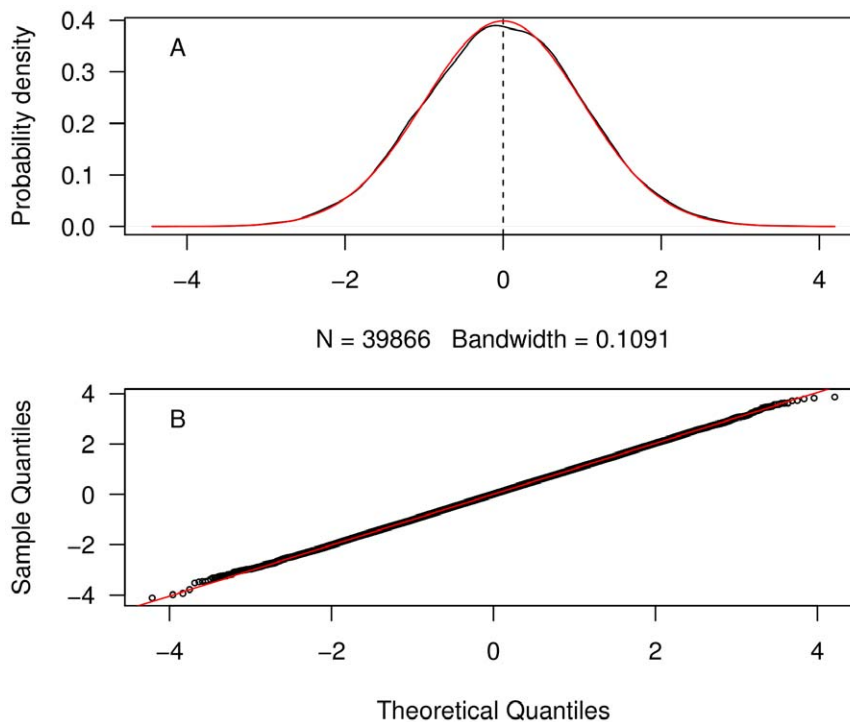 Probability density
A
0.4
0.3
0.2
0.1
0.0
−4 −2 0 2 4
N = 39866 Bandwidth = 0.1091
Sample Quantiles
B
4
2
0
−2
−4
−4 −2 0 2 4
Theoretical Quantiles